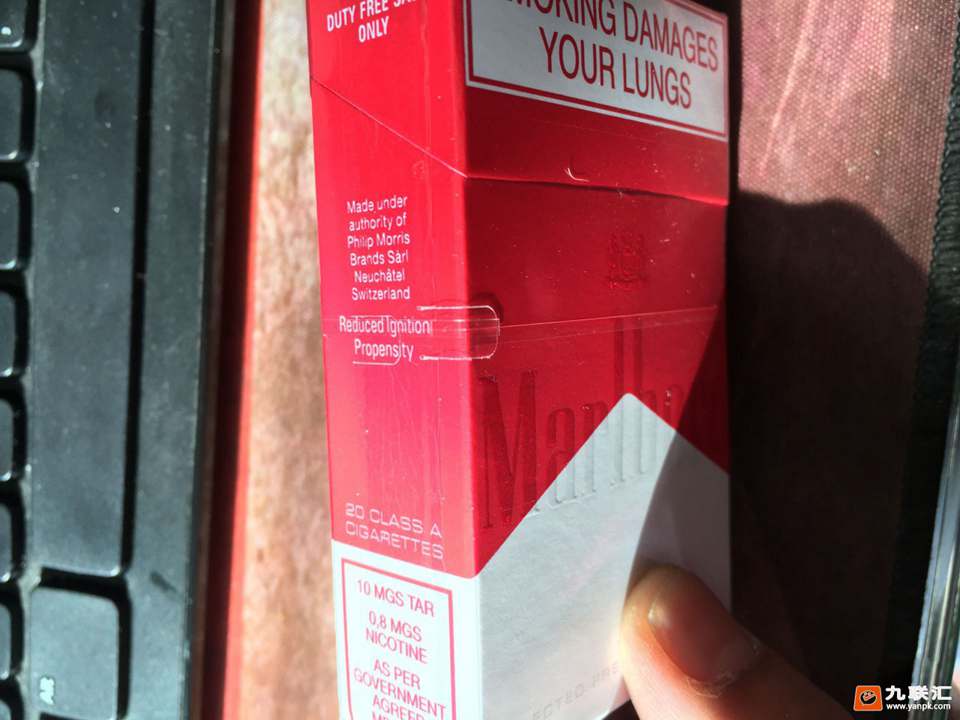 DUTY FREE
ONLY
SMOKING DAMAGES
YOUR LUNGS
Made under
authority of
Philip Morris
Brands Sàrl
Neuchâtel
Switzerland
Reduced Ignition
Propensity
Marlbo
20 CLASS A
CIGARETTES
10 MGS TAR
0,8 MGS
NICOTINE
AS PER
GOVERNMENT
AGREED
九联汇
www.yanpk.com